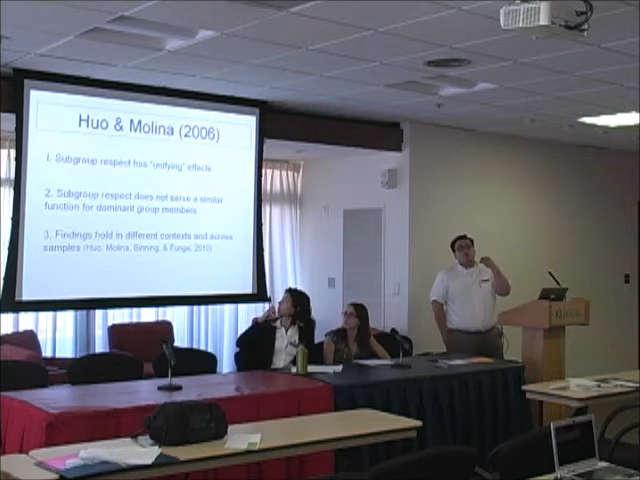 Huo & Molina (2006)
1. Subgroup respect has "unifying" effects
2. Subgroup respect does not serve a similar
function for dominant group members
3. Findings hold in different contexts and across
samples (Huo, Molina, Binning, & Funge, 2010)